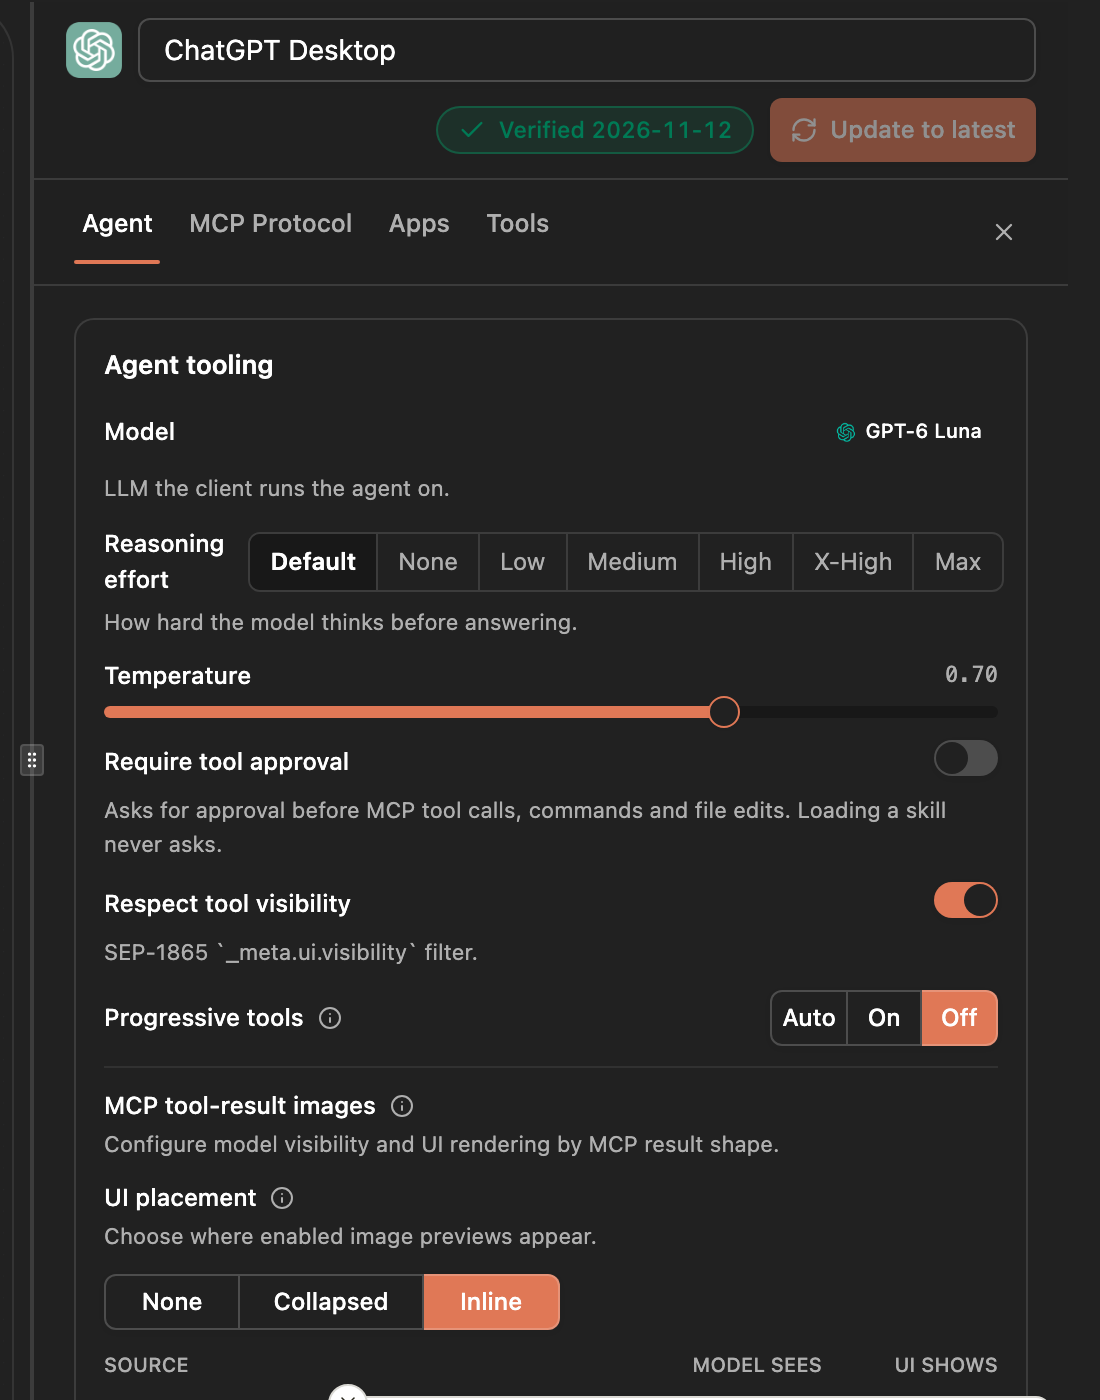 ChatGPT Desktop
Verified 2026-11-12
Update to latest
Agent
MCP Protocol
Apps
Tools
Agent tooling
Model
GPT-6 Luna
LLM the client runs the agent on.
Reasoning
effort
Default
None
Low
Medium
High
X-High
Max
How hard the model thinks before answering.
Temperature
0.70
Require tool approval
Asks for approval before MCP tool calls, commands and file edits. Loading a skill
never asks.
Respect tool visibility
SEP-1865 `_meta.ui.visibility` filter.
Progressive tools
Auto
On
Off
MCP tool-result images
Configure model visibility and UI rendering by MCP result shape.
UI placement
Choose where enabled image previews appear.
None
Collapsed
Inline
SOURCE
MODEL SEES
UI SHOWS